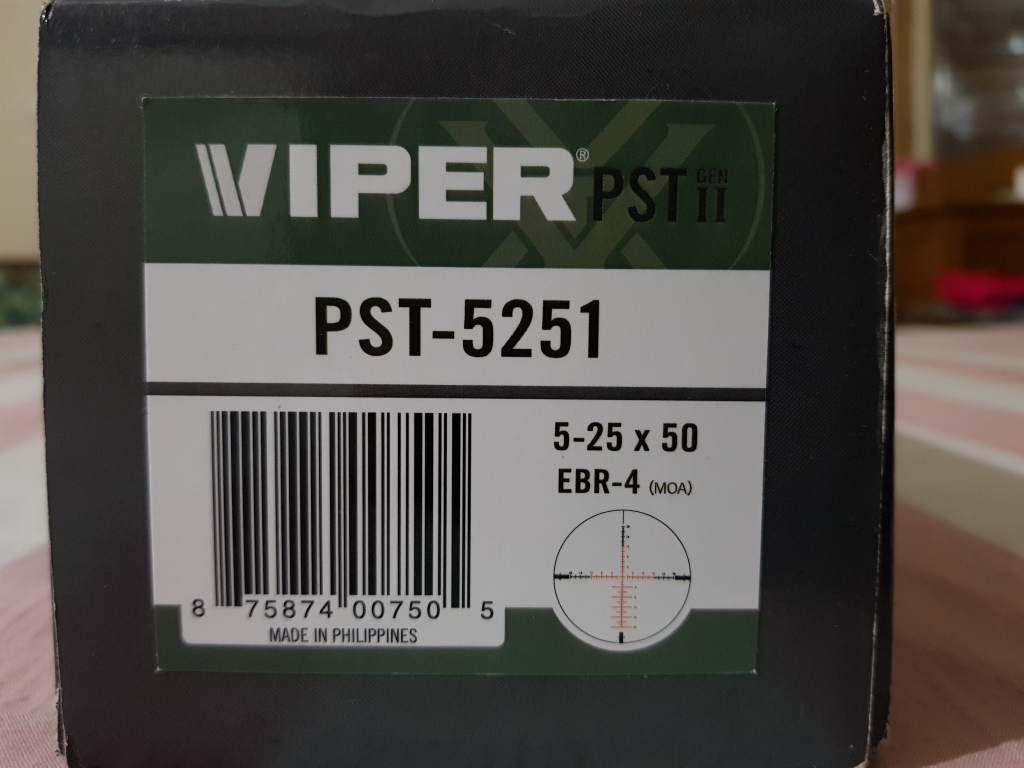 VIPER® PST GEN II
PST-5251
5-25 x 50
EBR-4 (MOA)
8 75874 00750 5
MADE IN PHILIPPINES